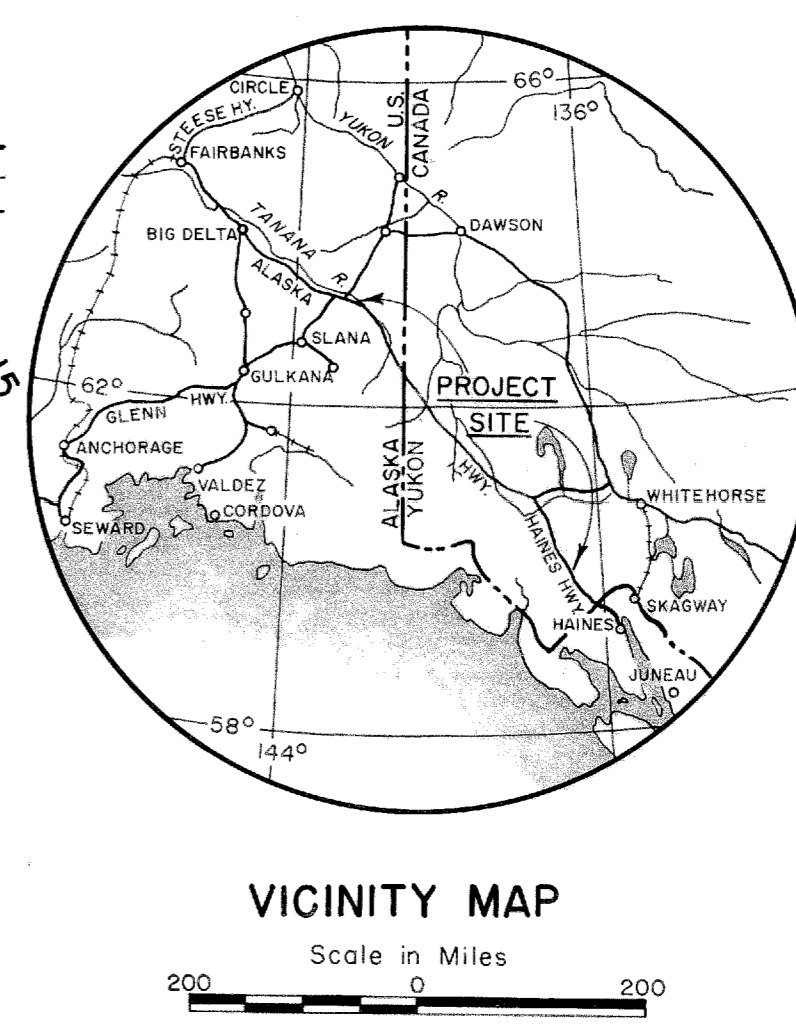 CIRCLE
66°
136°
STEESE HY.
YUKON
R.
U.S.
CANADA
FAIRBANKS
TANANA
R.
DAWSON
BIG DELTA
ALASKA
SLANA
GULKANA
PROJECT
SITE
62°
GLENN
HWY.
ANCHORAGE
ALASKA
YUKON
HWY.
VALDEZ
CORDOVA
SEWARD
WHITEHORSE
HAINES HWY.
SKAGWAY
HAINES
JUNEAU
58°
144°
15
VICINITY MAP
Scale in Miles
200 0 200